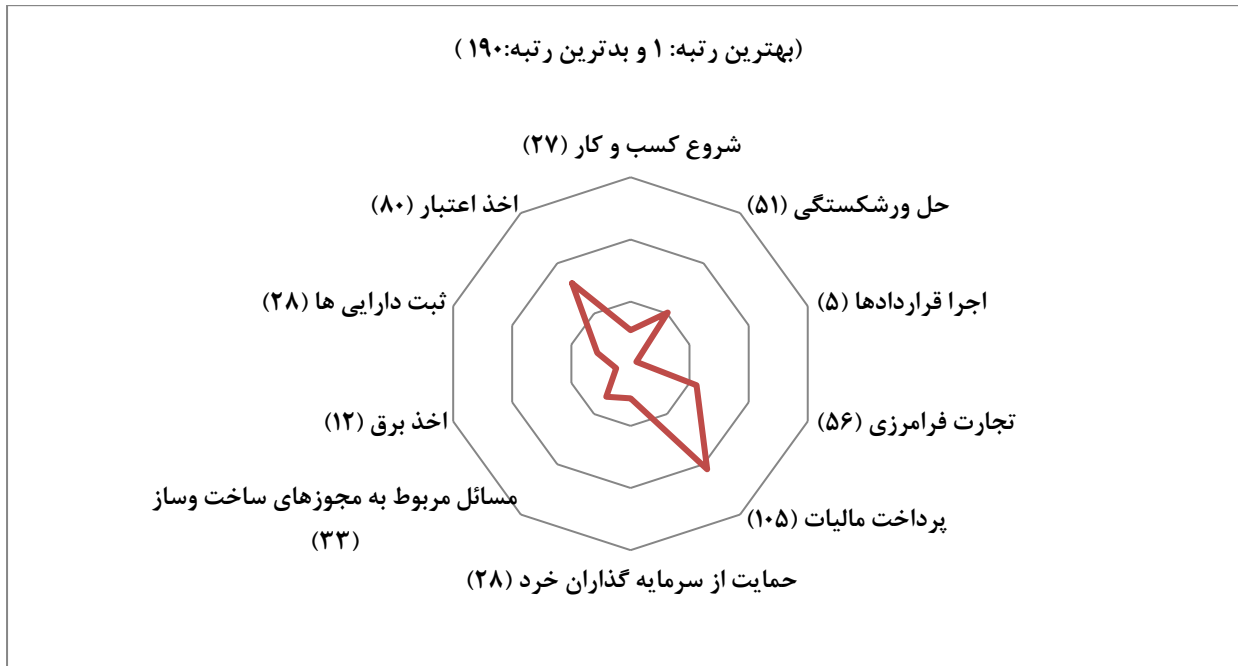 (بهترین رتبه: ۱ و بدترین رتبه:۱۹۰ )
شروع کسب و کار (۲۷)
حل ورشکستگی (۵۱)
اخذ اعتبار (۸۰)
اجرا قراردادها (۵)
ثبت دارایی ها (۲۸)
تجارت فرامرزی (۵۶)
اخذ برق (۱۲)
پرداخت مالیات (۱۰۵)
مسائل مربوط به مجوزهای ساخت وساز
(۳۳)
حمایت از سرمایه گذاران خرد (۲۸)